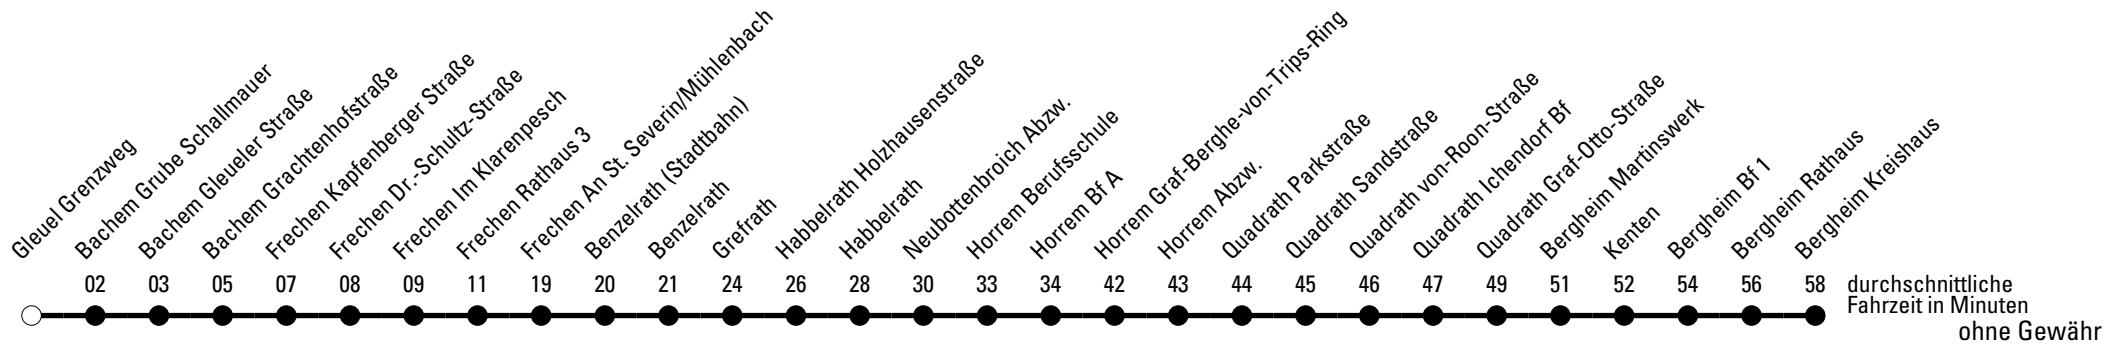 Gleuel Grenzweg
Bachem Grube Schallmauer
Bachem Gleueler Straße
Bachem Grachtenhofstraße
Frechen Kapfenberger Straße
Frechen Dr.-Schultz-Straße
Frechen Im Klarenpesch
Frechen Rathaus 3
Frechen An St. Severin/Mühlenbach
Benzelrath (Stadtbahn)
Benzelrath
Grefrath
Habbelrath Holzhausenstraße
Habbelrath
Neubottenbroich Abzw.
Horrem Berufsschule
Horrem Bf A
Horrem Graf-Berghe-von-Trips-Ring
Horrem Abzw.
Quadrath Parkstraße
Quadrath Sandstraße
Quadrath von-Roon-Straße
Quadrath Ichendorf Bf
Quadrath Graf-Otto-Straße
Bergheim Martinswerk
Kenten
Bergheim Bf 1
Bergheim Rathaus
Bergheim Kreishaus
02 03 05 07 08 09 11 19 20 21 24 26 28 30 33 34 42 43 44 45 46 47 49 51 52 54 56 58
durchschnittliche
Fahrzeit in Minuten
ohne Gewähr